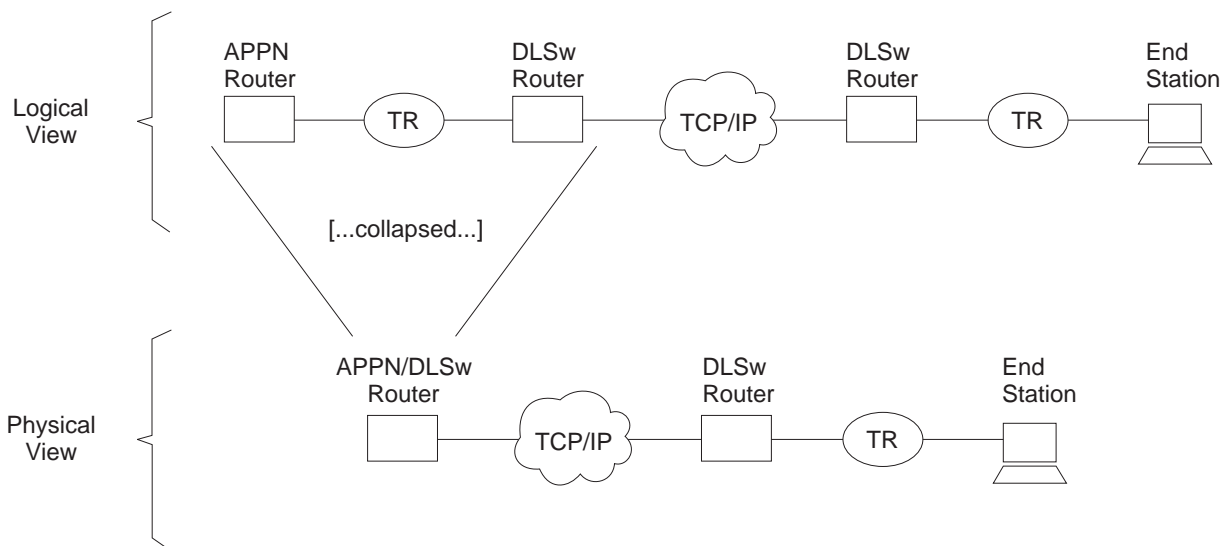 APPN
Router
DLSw
Router
DLSw
Router
End
Station
Logical
View
TR
TCP/IP
TR
[...collapsed...]
APPN/DLSw
Router
DLSw
Router
End
Station
Physical
View
TCP/IP
TR